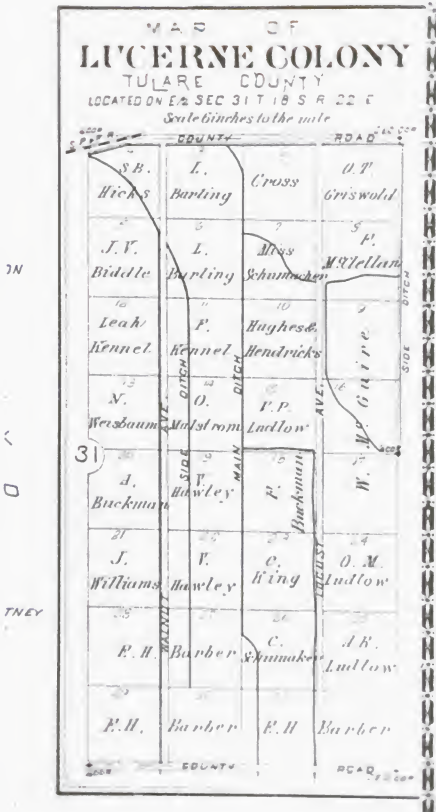 MAP OF
LUCERNE COLONY
TULARE COUNTY
LOCATED ON E½ SEC 31 T 18 S R 22 E
Scale 6 inches to the mile
COUNTY ROAD
S.P.R.R.
S.B. Hicks
L. Barling
Cross
O.T. Griswold
J.V. Biddle
L. Barling
Miss Schumacher
F. McClellan
Leah Kennel
F. Kennel
Hughes & Hendricks
W. McGuire
N. Weisbaum
O. Malstrom
V.P. Ludlow
31
A. Buckman
V. Hawley
F. Buckman
J. Williams
V. Hawley
C. King
O.M. Ludlow
E.H. Barber
C. Schumaker
J.K. Ludlow
E.H. Barber
E.H. Barber
WALNUT AVE.
SIDE DITCH
MAIN DITCH
LOCUST AVE.
SIDE DITCH
COUNTY ROAD
TNEY